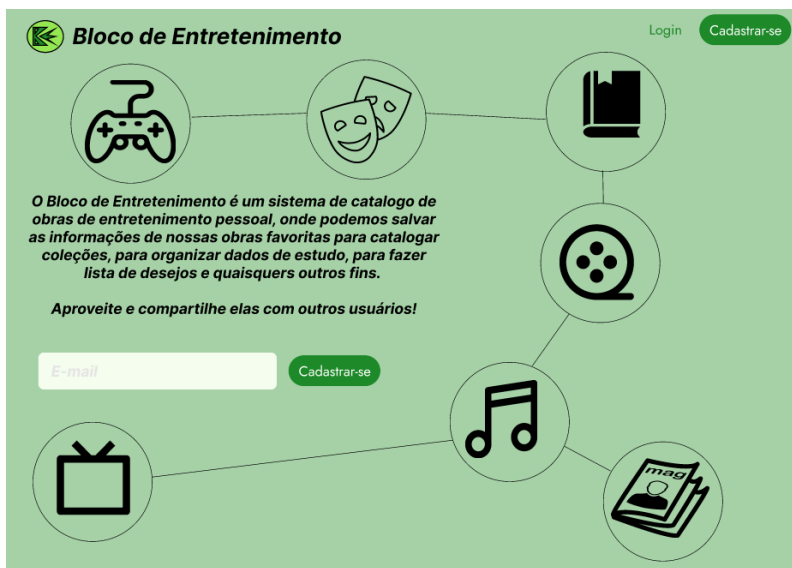 Bloco de Entretenimento
Login
Cadastrar-se
O Bloco de Entretenimento é um sistema de catalogo de
obras de entretenimento pessoal, onde podemos salvar
as informações de nossas obras favoritas para catalogar
coleções, para organizar dados de estudo, para fazer
lista de desejos e quaisquers outros fins.
Aproveite e compartilhe elas com outros usuários!
E-mail
Cadastrar-se
mag